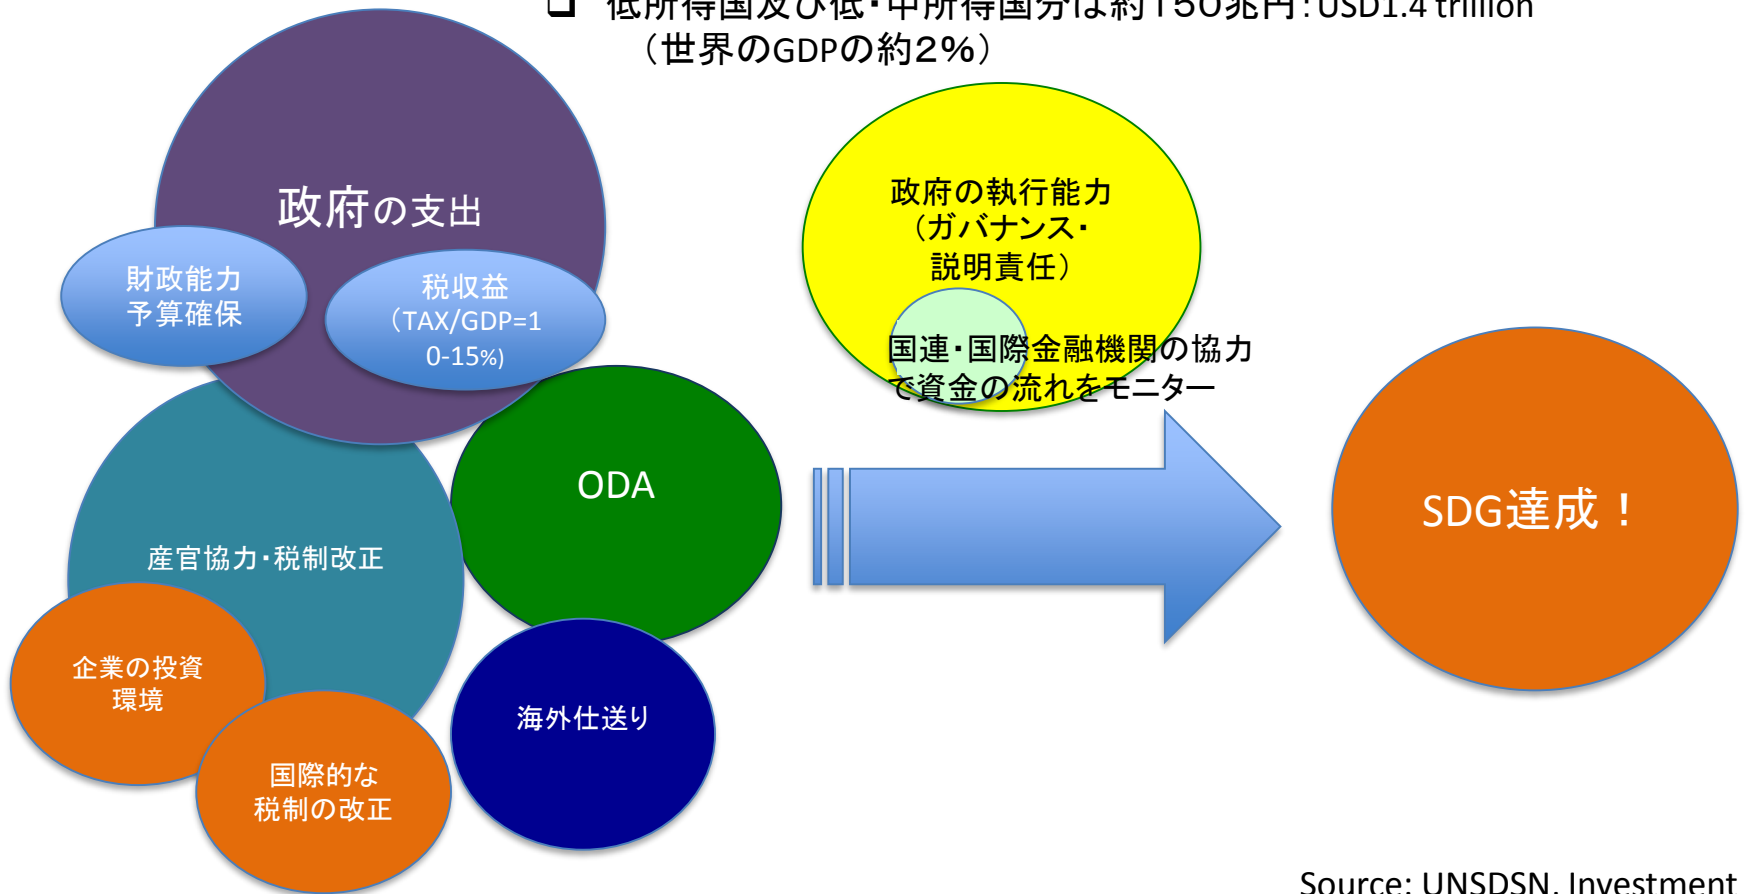 ❑ 低所得国及び低・中所得国分は約150兆円：USD1.4 trillion
（世界のGDPの約２％）
政府の支出
財政能力
予算確保
税収益
（TAX/GDP=1
0-15%)
政府の執行能力
（ガバナンス・
説明責任）
国連・国際金融機関の協力
で資金の流れをモニター
ODA
SDG達成！
産官協力・税制改正
企業の投資
環境
海外仕送り
国際的な
税制の改正
Source: UNSDSN, Investment